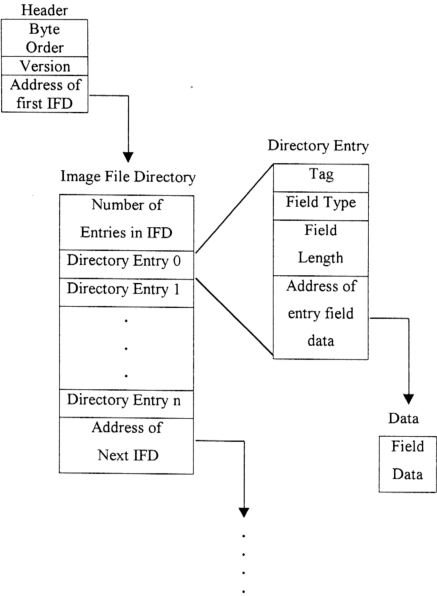 Header
Byte
Order
Version
Address of
first IFD
Image File Directory
Number of
Entries in IFD
Directory Entry 0
Directory Entry 1
.
.
.
Directory Entry n
Address of
Next IFD
.
.
.
.
Directory Entry
Tag
Field Type
Field
Length
Address of
entry field
data
Data
Field
Data